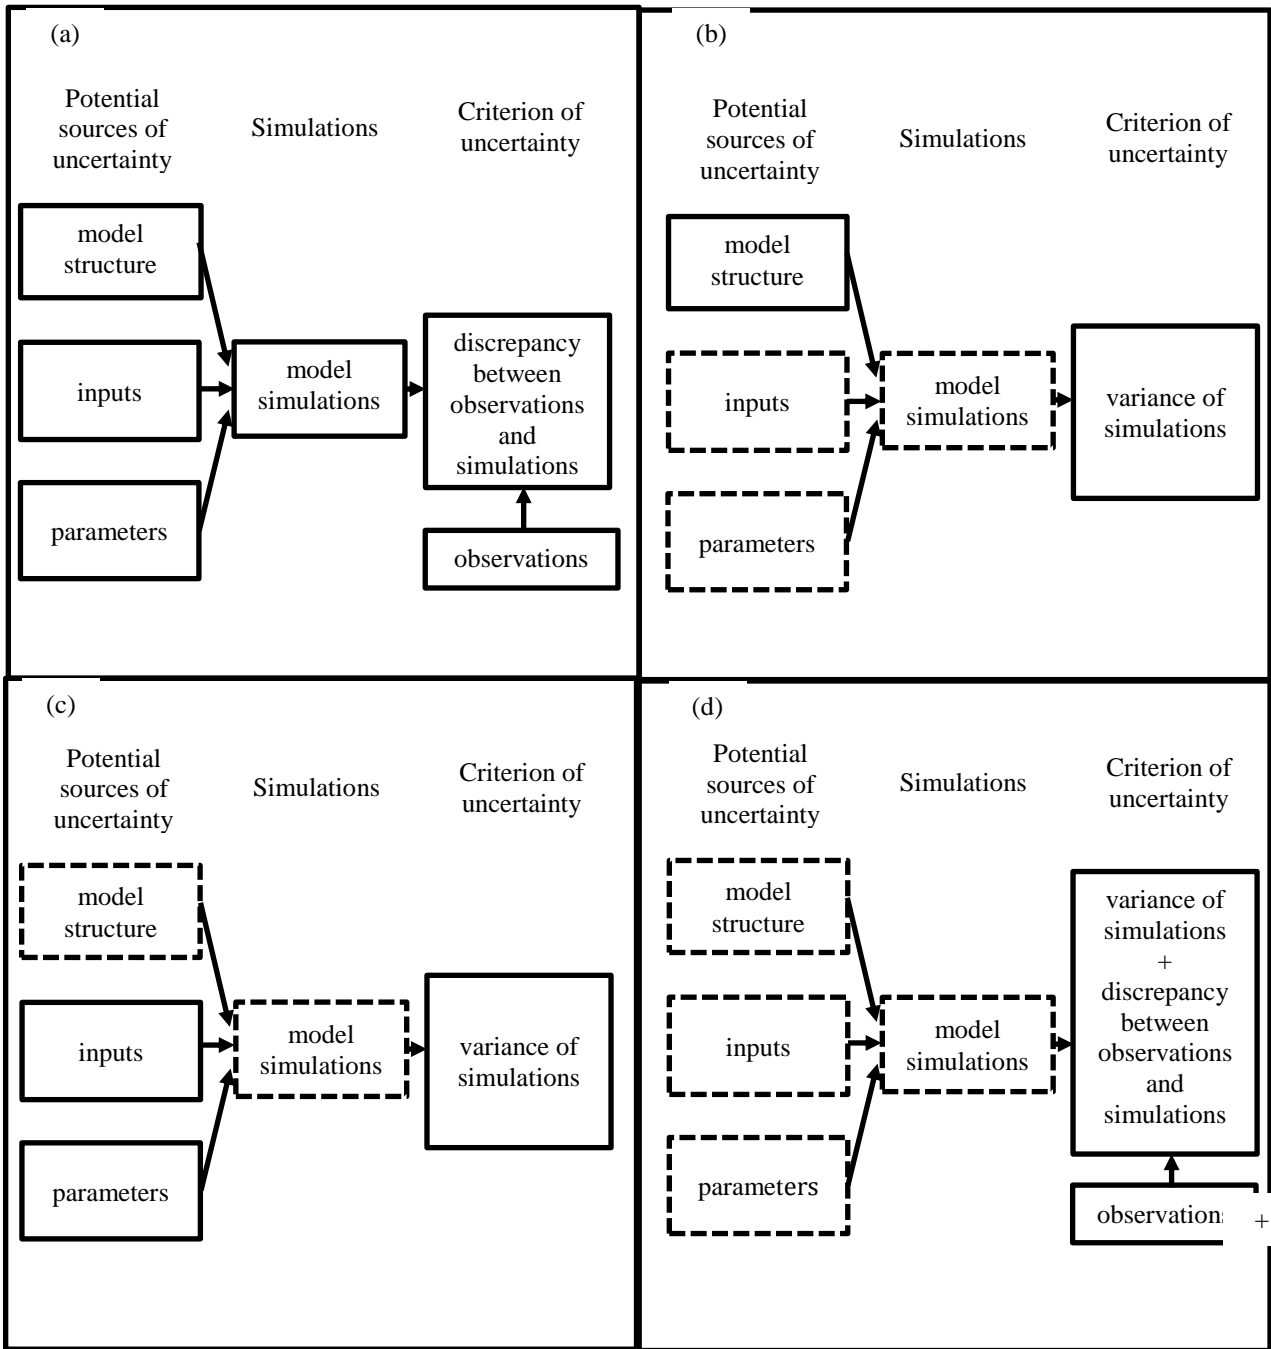 (a)
Potential
sources of
uncertainty
Simulations
Criterion of
uncertainty
model
structure
inputs
parameters
model
simulations
discrepancy
between
observations
and
simulations
observations
(b)
Potential
sources of
uncertainty
Simulations
Criterion of
uncertainty
model
structure
inputs
parameters
model
simulations
variance of
simulations
(c)
Potential
sources of
uncertainty
Simulations
Criterion of
uncertainty
model
structure
inputs
parameters
model
simulations
variance of
simulations
(d)
Potential
sources of
uncertainty
Simulations
Criterion of
uncertainty
model
structure
inputs
parameters
model
simulations
variance of
simulations
+
discrepancy
between
observations
and
simulations
observations
+